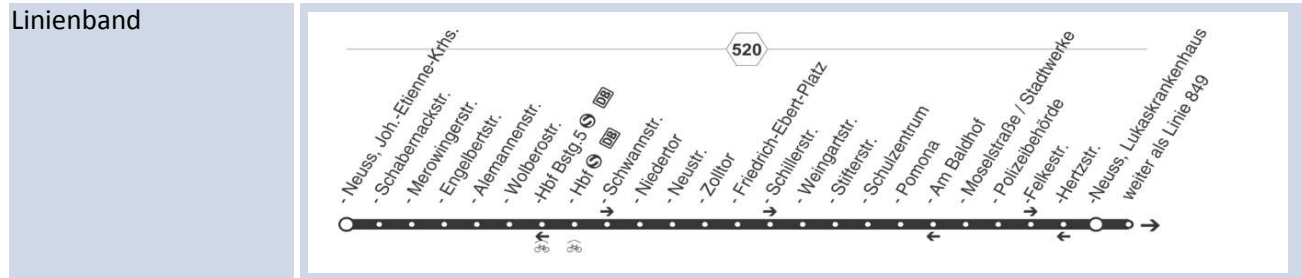 Linienband
520
- Neuss, Joh.-Etienne-Krhs.
- Schabernackstr.
- Merowingerstr.
- Engelbertstr.
- Alemannenstr.
- Wolberostr.
-Hbf Bstg.5 S DB
- Hbf S DB
- Schwannstr.
- Niedertor
- Neustr.
- Zolltor
- Friedrich-Ebert-Platz
- Schillerstr.
- Weingartstr.
- Stifterstr.
- Schulzentrum
- Pomona
- Am Baldhof
- Moselstraße / Stadtwerke
- Polizeibehörde
- Felkestr.
-Hertzstr.
-Neuss, Lukaskrankenhaus
weiter als Linie 849